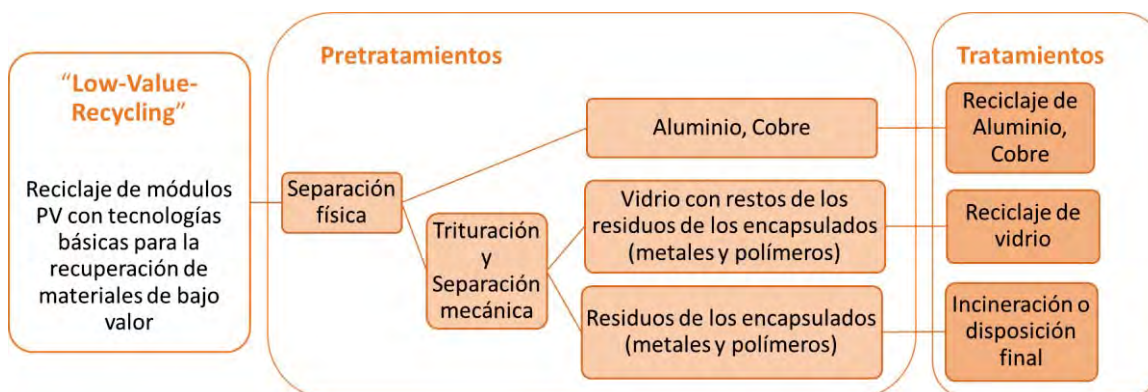 “Low-Value-
Recycling”
Reciclaje de módulos
PV con tecnologías
básicas para la
recuperación de
materiales de bajo
valor
Pretratamientos
Separación
física
Trituración
y
Separación
mecánica
Aluminio, Cobre
Vidrio con restos de los
residuos de los encapsulados
(metales y polímeros)
Residuos de los encapsulados
(metales y polímeros)
Tratamientos
Reciclaje de
Aluminio,
Cobre
Reciclaje de
vidrio
Incineración o
disposición
final